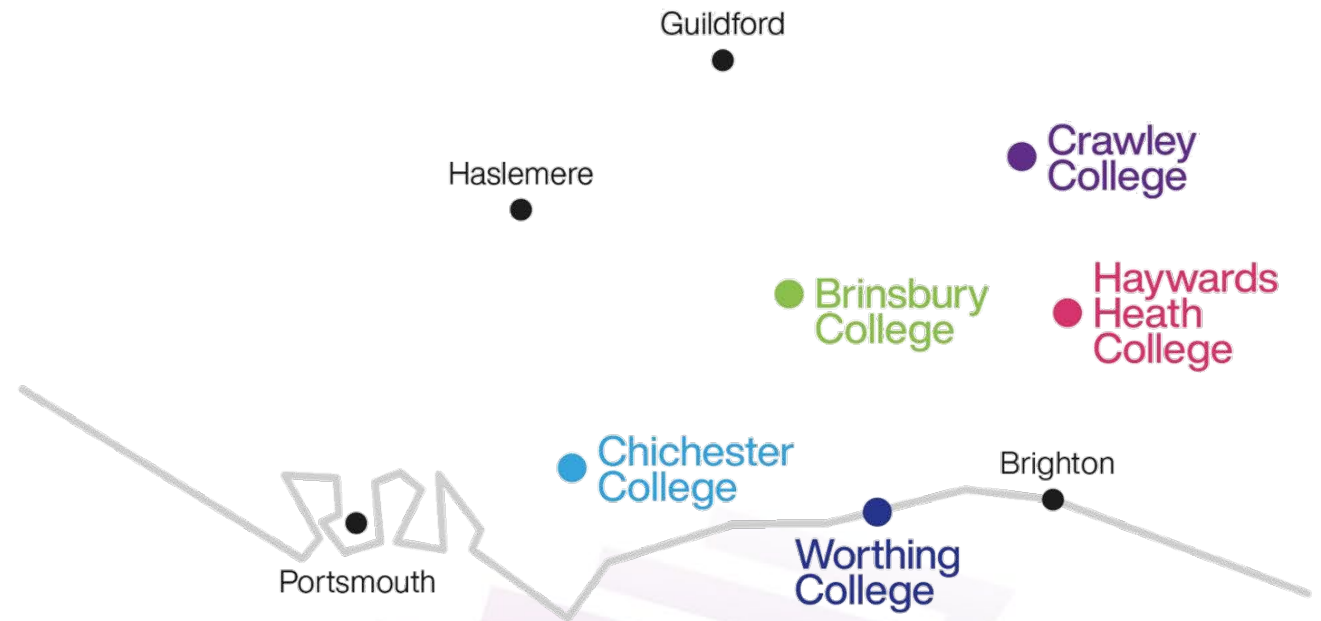 Guildford
Crawley
College
Haslemere
Brinsbury
College
Haywards
Heath
College
Chichester
College
Brighton
Worthing
College
Portsmouth